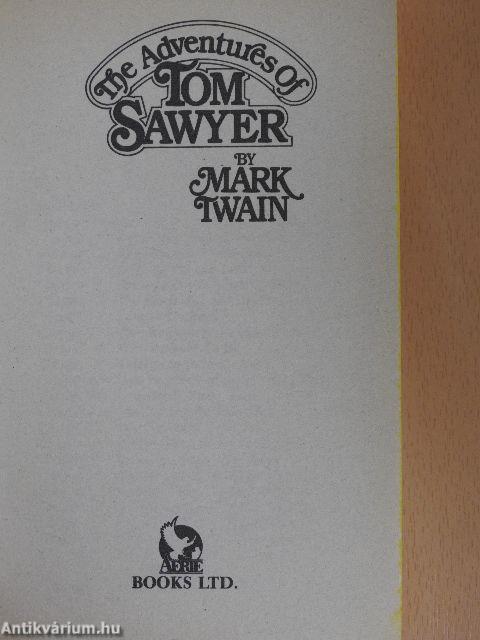 The Adventures Of
TOM
SAWYER
BY
MARK
TWAIN
AERIE
BOOKS LTD.
Antikvárium.hu